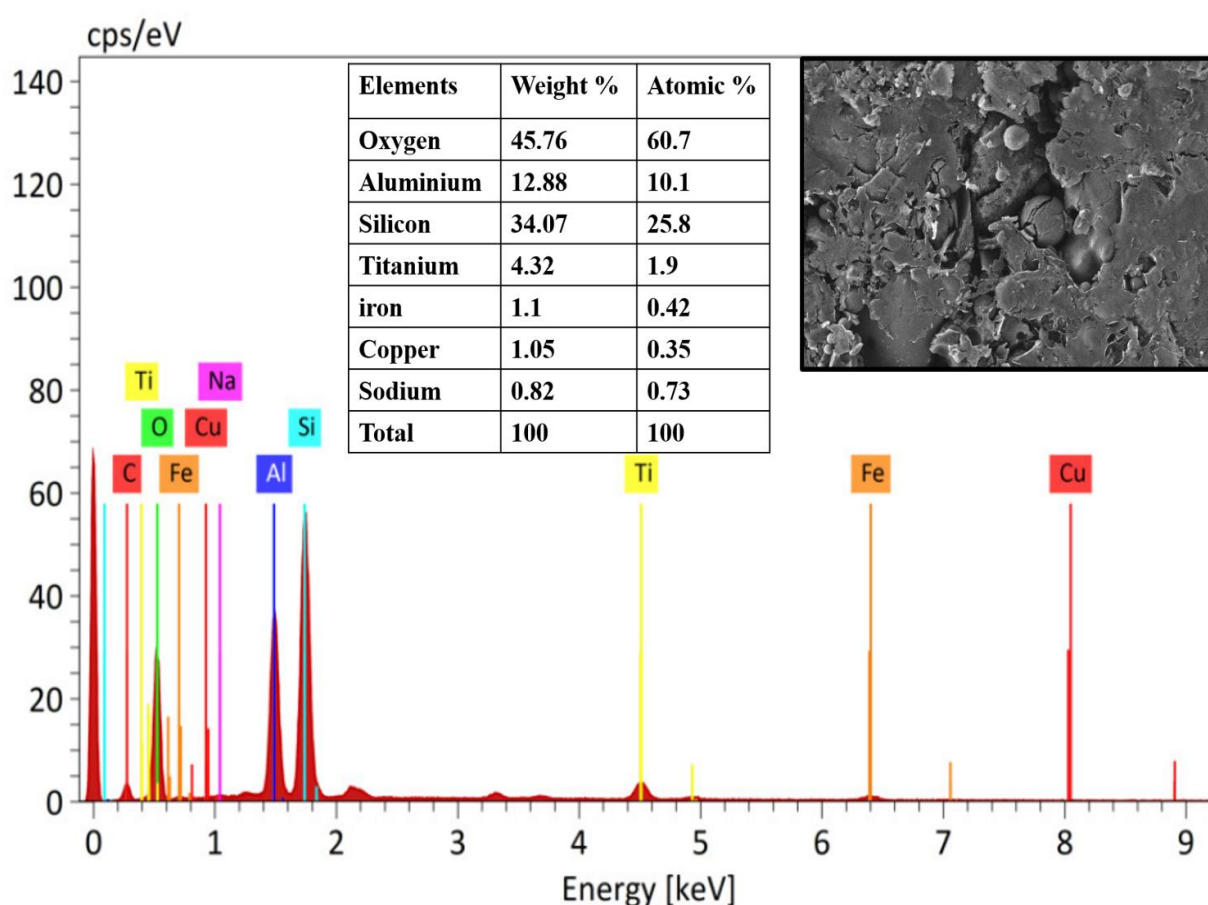 cps/eV
140
120
100
80
60
40
20
0
Elements Weight % Atomic %
Oxygen 45.76 60.7
Aluminium 12.88 10.1
Silicon 34.07 25.8
Titanium 4.32 1.9
iron 1.1 0.42
Copper 1.05 0.35
Sodium 0.82 0.73
Total 100 100
Ti Na
O Cu Si
C Fe Al Ti Fe Cu
0 1 2 3 4 5 6 7 8 9
Energy [keV]